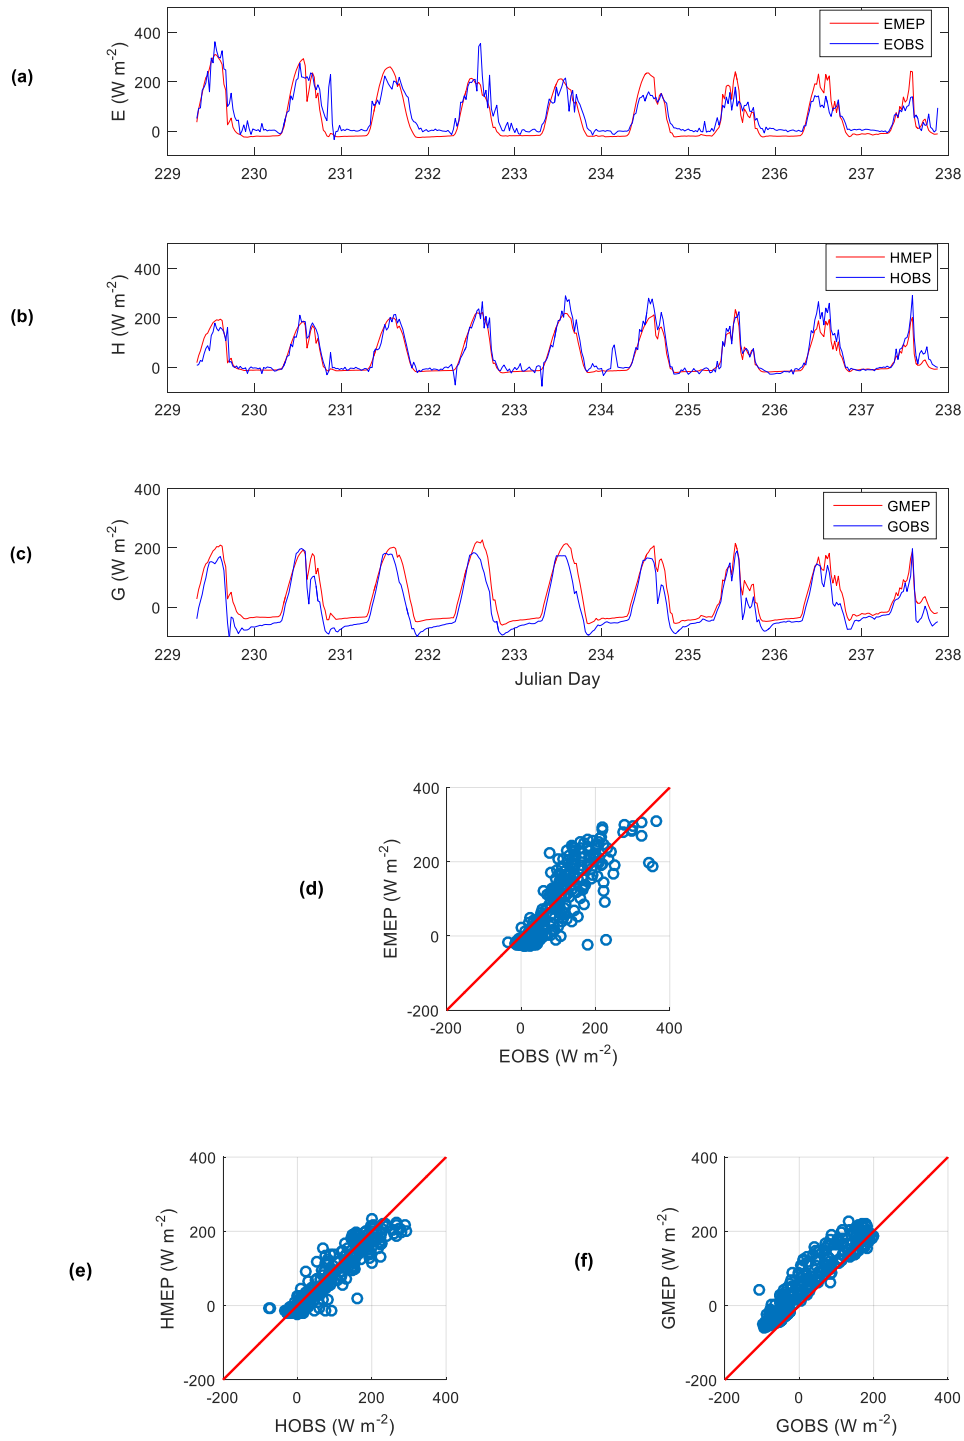 (a)
E (W m-2)
400
200
0
EMEP
EOBS
229 230 231 232 233 234 235 236 237 238
(b)
H (W m-2)
400
200
0
HMEP
HOBS
229 230 231 232 233 234 235 236 237 238
(c)
G (W m-2)
400
200
0
GMEP
GOBS
229 230 231 232 233 234 235 236 237 238
Julian Day
(d)
EMEP (W m-2)
400
200
0
-200
-200 0 200 400
EOBS (W m-2)
(e)
HMEP (W m-2)
400
200
0
-200
-200 0 200 400
HOBS (W m-2)
(f)
GMEP (W m-2)
400
200
0
-200
-200 0 200 400
GOBS (W m-2)